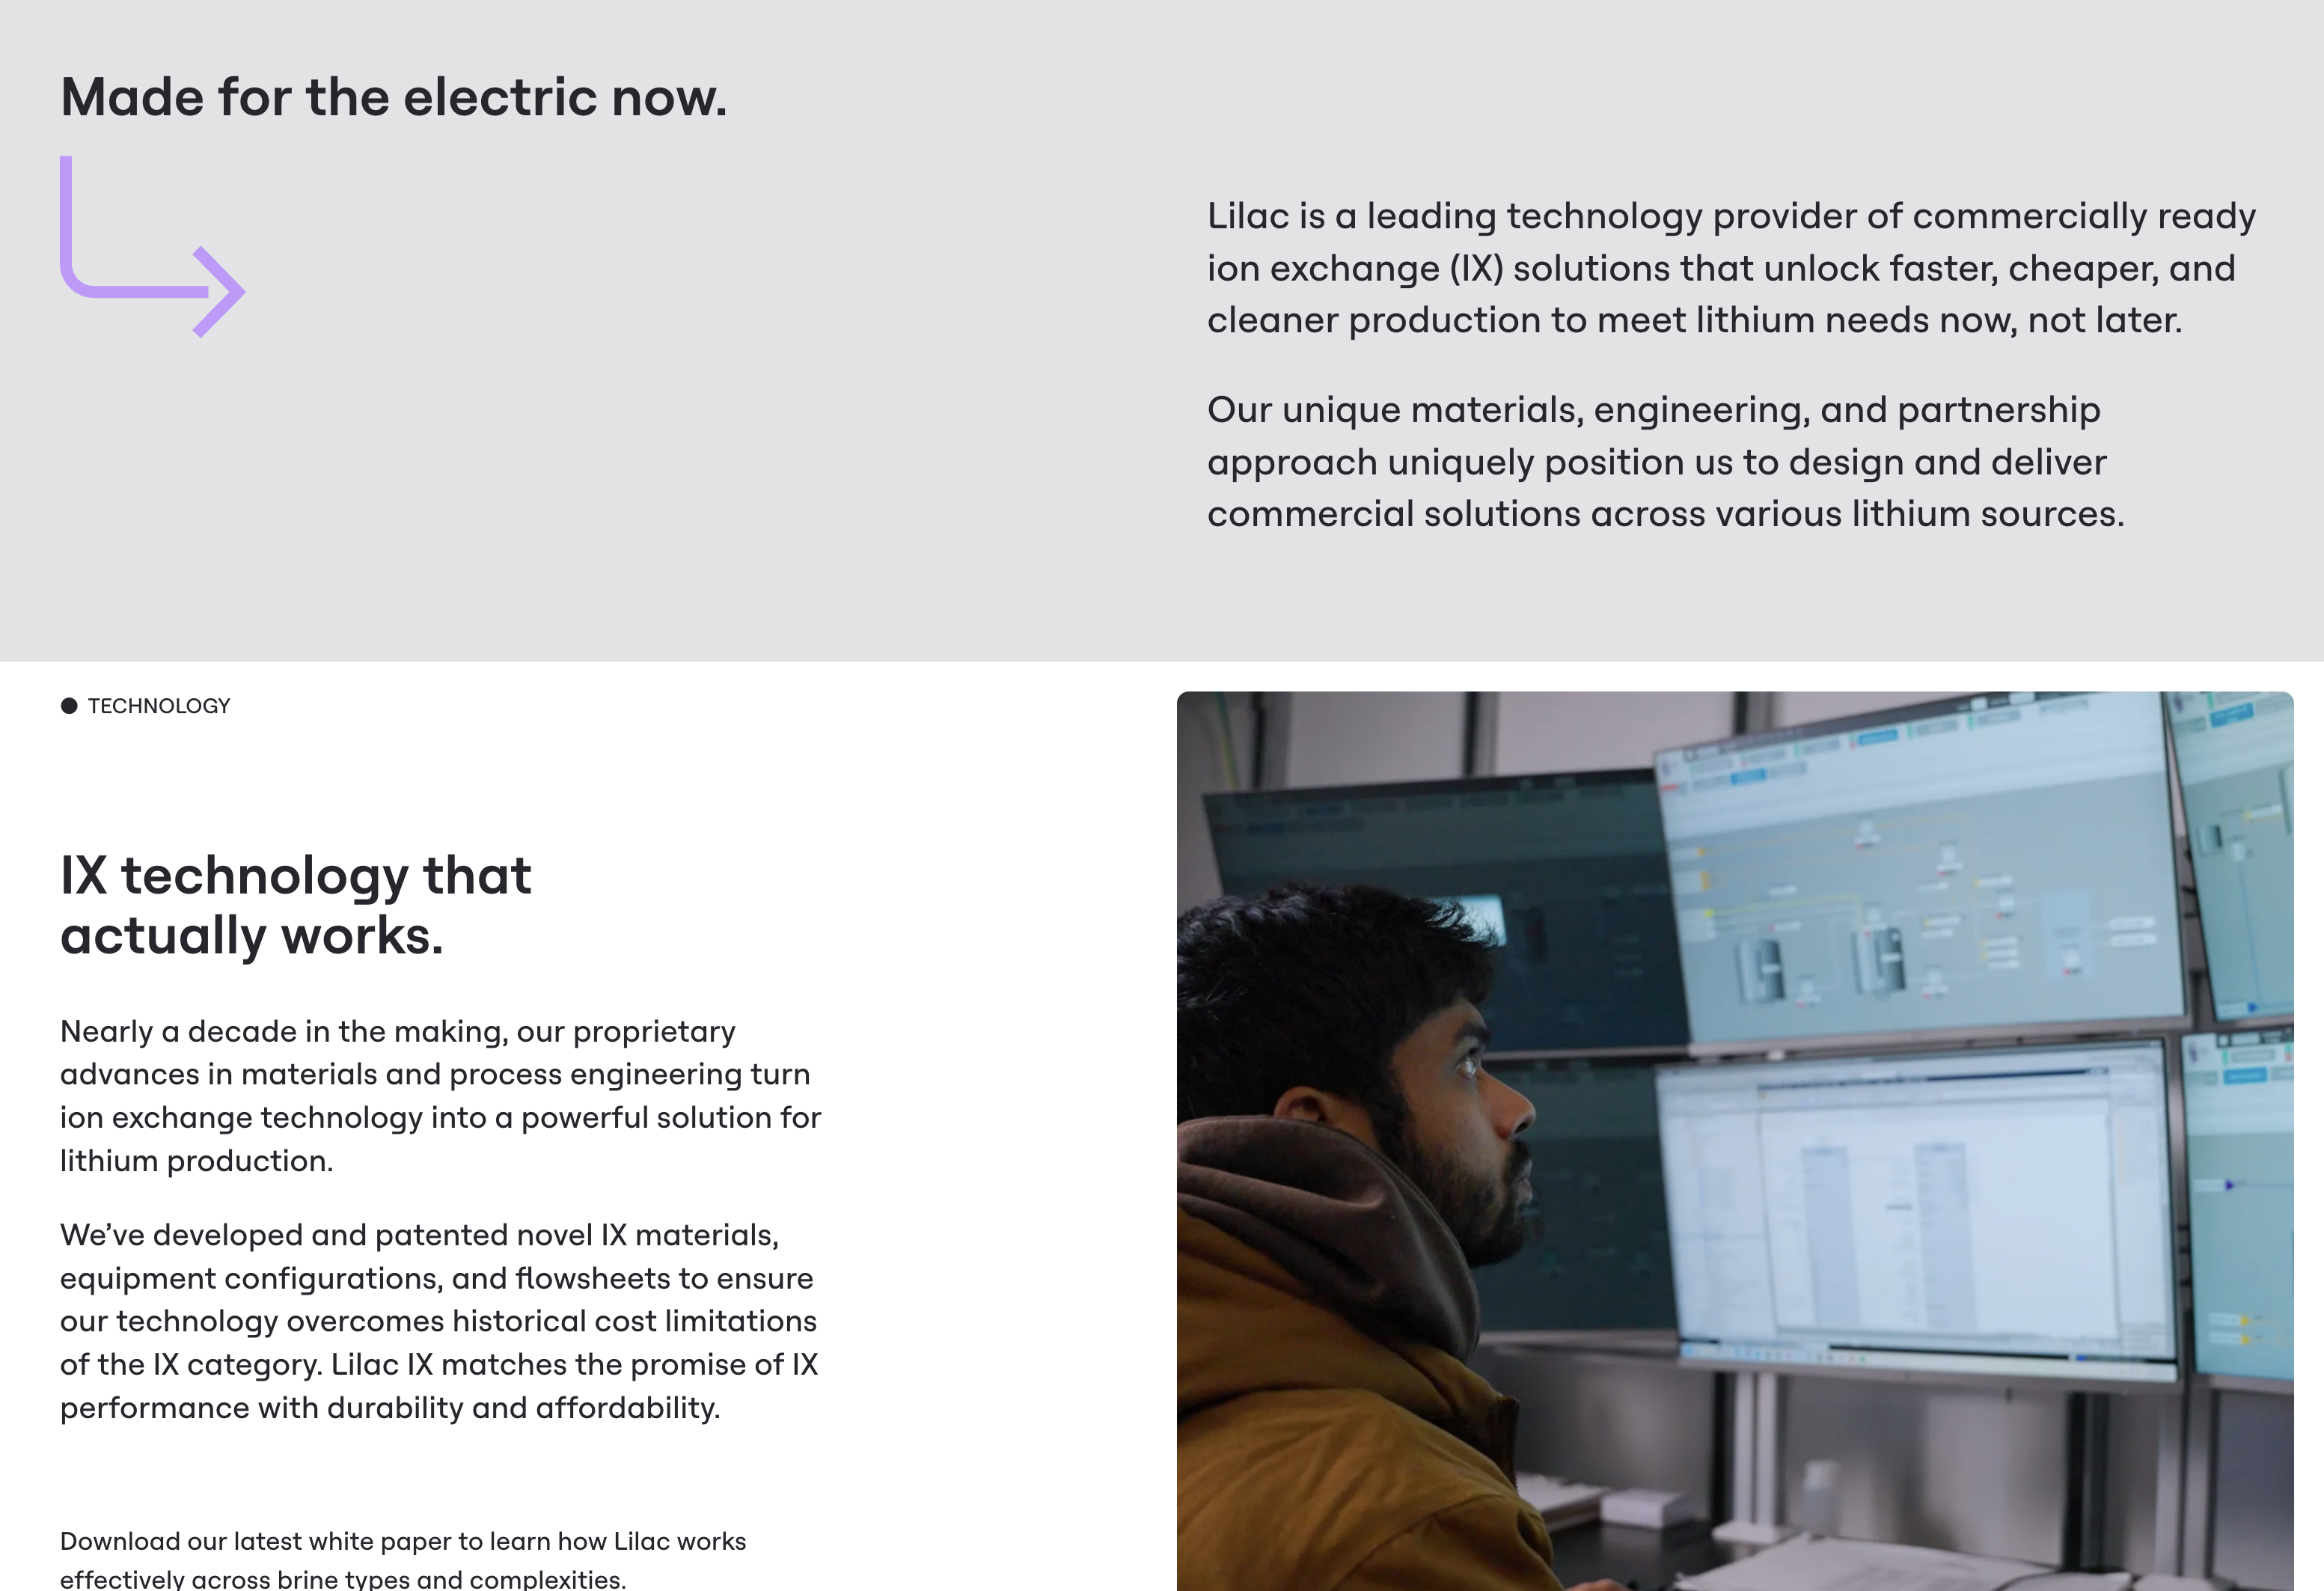 Made for the electric now.
Lilac is a leading technology provider of commercially ready
ion exchange (IX) solutions that unlock faster, cheaper, and
cleaner production to meet lithium needs now, not later.
Our unique materials, engineering, and partnership
approach uniquely position us to design and deliver
commercial solutions across various lithium sources.
TECHNOLOGY
IX technology that
actually works.
Nearly a decade in the making, our proprietary
advances in materials and process engineering turn
ion exchange technology into a powerful solution for
lithium production.
We’ve developed and patented novel IX materials,
equipment configurations, and flowsheets to ensure
our technology overcomes historical cost limitations
of the IX category. Lilac IX matches the promise of IX
performance with durability and affordability.
Download our latest white paper to learn how Lilac works
effectively across brine types and complexities.